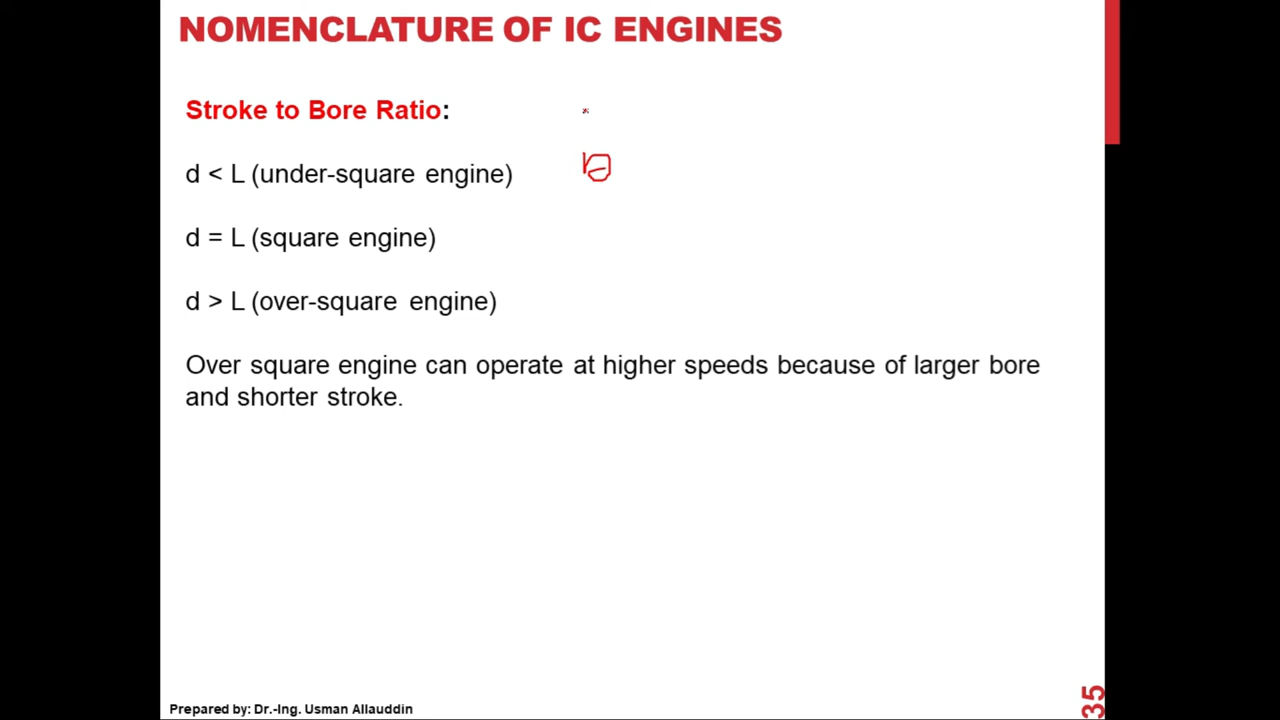 NOMENCLATURE OF IC ENGINES
Stroke to Bore Ratio:
d < L (under-square engine)
d = L (square engine)
d > L (over-square engine)
Over square engine can operate at higher speeds because of larger bore
and shorter stroke.
Prepared by: Dr.-Ing. Usman Allauddin
35